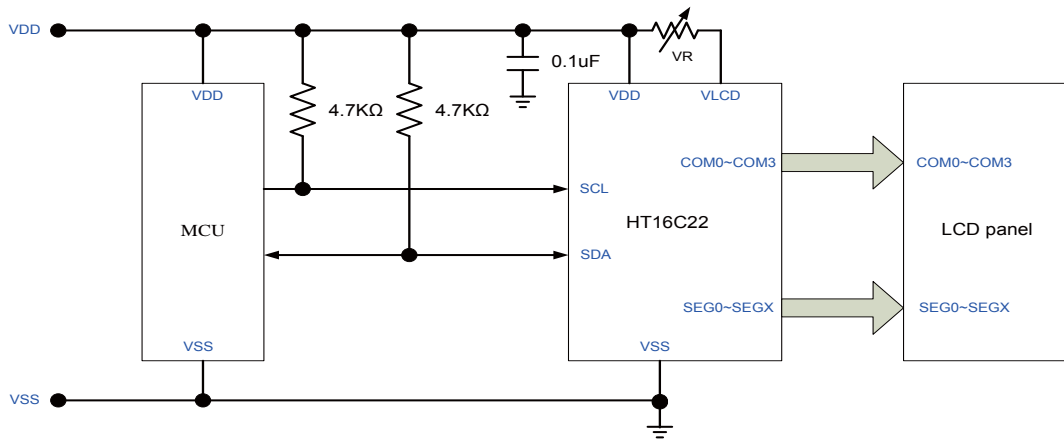 VDD
0.1uF
VR
VDD
4.7KΩ
4.7KΩ
VDD
VLCD
COM0~COM3
COM0~COM3
SCL
MCU
HT16C22
LCD panel
SDA
SEG0~SEGX
SEG0~SEGX
VSS
VSS
VSS